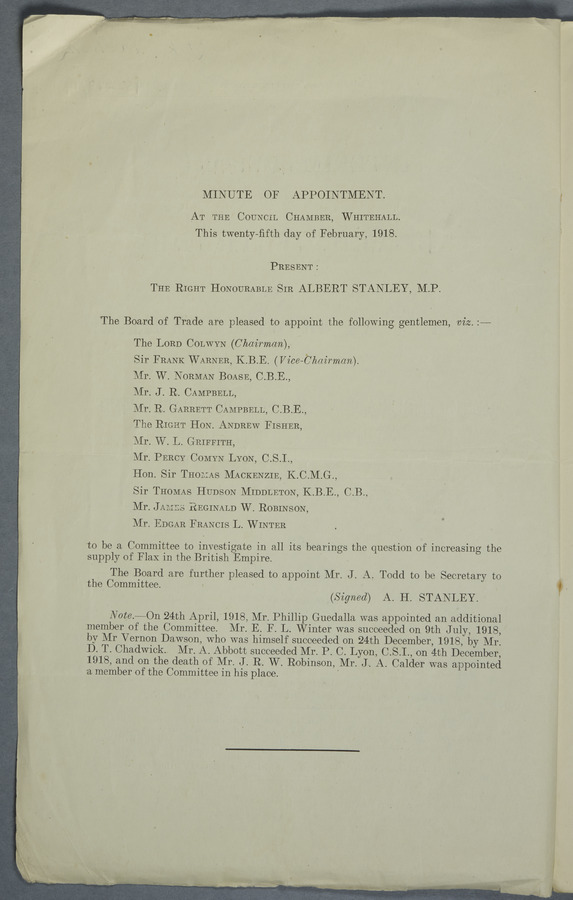 MINUTE OF APPOINTMENT.
AT THE COUNCIL CHAMBER, WHITEHALL.
This twenty-fifth day of February, 1918.
PRESENT:
THE RIGHT HONOURABLE SIR ALBERT STANLEY, M.P.
The Board of Trade are pleased to appoint the following gentlemen, viz.:—
The LORD COLWYN (Chairman),
Sir FRANK WARNER, K.B.E. (Vice-Chairman).
Mr. W. NORMAN BOASE, C.B.E.,
Mr. J. R. CAMPBELL,
Mr. R. GARRETT CAMPBELL, C.B.E.,
The RIGHT HON. ANDREW FISHER,
Mr. W. L. GRIFFITH,
Mr. PERCY COMYN LYON, C.S.I.,
Hon. Sir THOMAS MACKENZIE, K.C.M.G.,
Sir THOMAS HUDSON MIDDLETON, K.B.E., C.B.,
Mr. JAMES REGINALD W. ROBINSON,
Mr. EDGAR FRANCIS L. WINTER
to be a Committee to investigate in all its bearings the question of increasing the
supply of Flax in the British Empire.
The Board are further pleased to appoint Mr. J. A. Todd to be Secretary to
the Committee.
(Signed) A. H. STANLEY.
Note.—On 24th April, 1918, Mr. Phillip Guedalla was appointed an additional
member of the Committee. Mr. E. F. L. Winter was succeeded on 9th July, 1918,
by Mr Vernon Dawson, who was himself succeeded on 24th December, 1918, by Mr.
D. T. Chadwick. Mr. A. Abbott succeeded Mr. P. C. Lyon, C.S.I., on 4th December,
1918, and on the death of Mr. J. R. W. Robinson, Mr. J. A. Calder was appointed
a member of the Committee in his place.